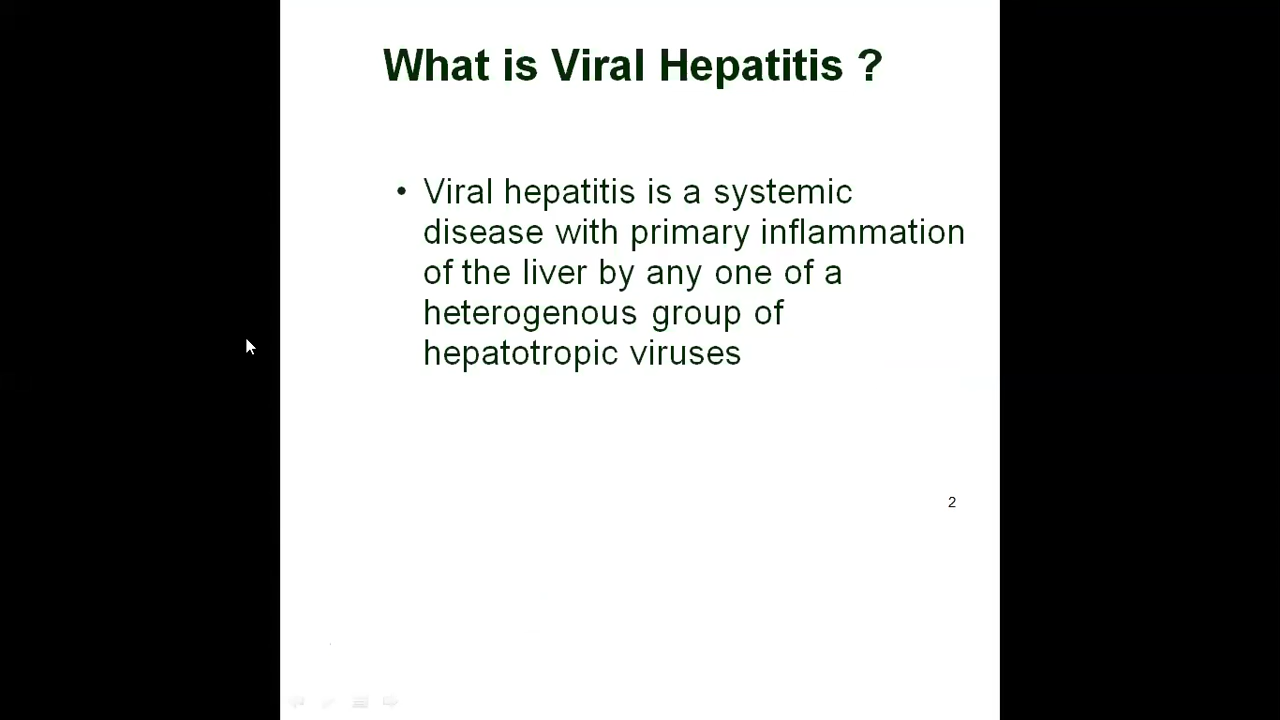 What is Viral Hepatitis ?
• Viral hepatitis is a systemic
disease with primary inflammation
of the liver by any one of a
heterogenous group of
hepatotropic viruses
2